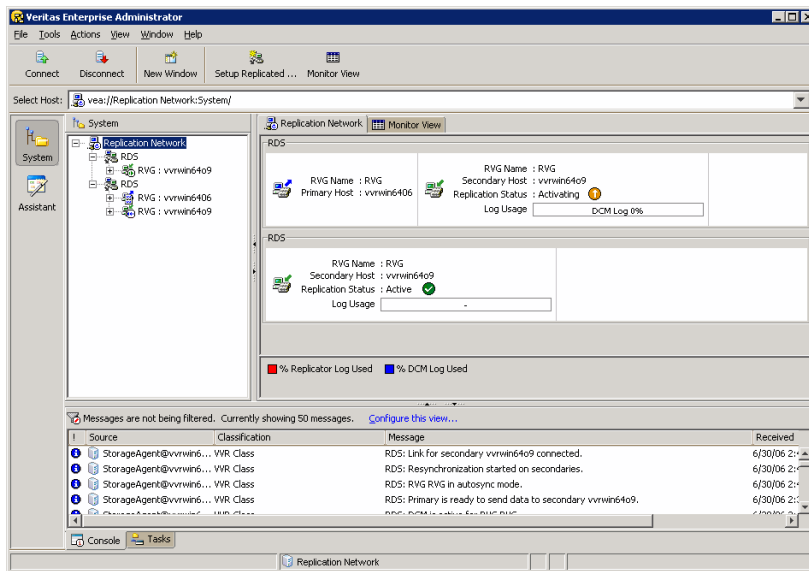 Veritas Enterprise Administrator
File Tools Actions View Window Help
Connect Disconnect New Window Setup Replicated ... Monitor View
Select Host: vea://Replication Network:System/
System
Assistant
System
Replication Network
RDS
RVG : vvrwin64o9
RDS
RVG : vvrwin6406
RVG : vvrwin64o9
Replication Network Monitor View
RDS
RVG Name : RVG
Primary Host : vvrwin6406
RVG Name : RVG
Secondary Host : vvrwin64o9
Replication Status : Activating
Log Usage DCM Log 0%
RDS
RVG Name : RVG
Secondary Host : vvrwin64o9
Replication Status : Active
Log Usage -
% Replicator Log Used % DCM Log Used
Messages are not being filtered. Currently showing 50 messages. Configure this view...
! Source Classification Message Received
StorageAgent@vvrwin6... VVR Class RDS: Link for secondary vvrwin64o9 connected. 6/30/06 2:
StorageAgent@vvrwin6... VVR Class RDS: Resynchronization started on secondaries. 6/30/06 2:
StorageAgent@vvrwin6... VVR Class RDS: RVG RVG in autosync mode. 6/30/06 2:
StorageAgent@vvrwin6... VVR Class RDS: Primary is ready to send data to secondary vvrwin64o9. 6/30/06 2:
Console Tasks
Replication Network